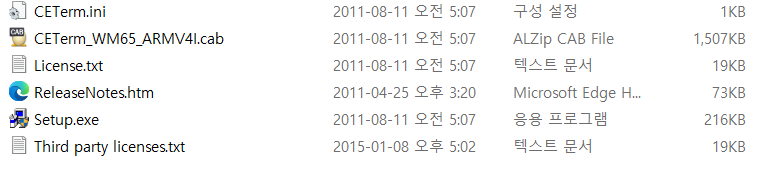 CETerm.ini 2011-08-11 오전 5:07 구성 설정 1KB
CETerm_WM65_ARMV4I.cab 2011-08-11 오전 5:07 ALZip CAB File 1,507KB
License.txt 2011-08-11 오전 5:07 텍스트 문서 19KB
ReleaseNotes.htm 2011-04-25 오후 3:20 Microsoft Edge H... 73KB
Setup.exe 2011-08-11 오전 5:07 응용 프로그램 216KB
Third party licenses.txt 2015-01-08 오후 5:02 텍스트 문서 19KB